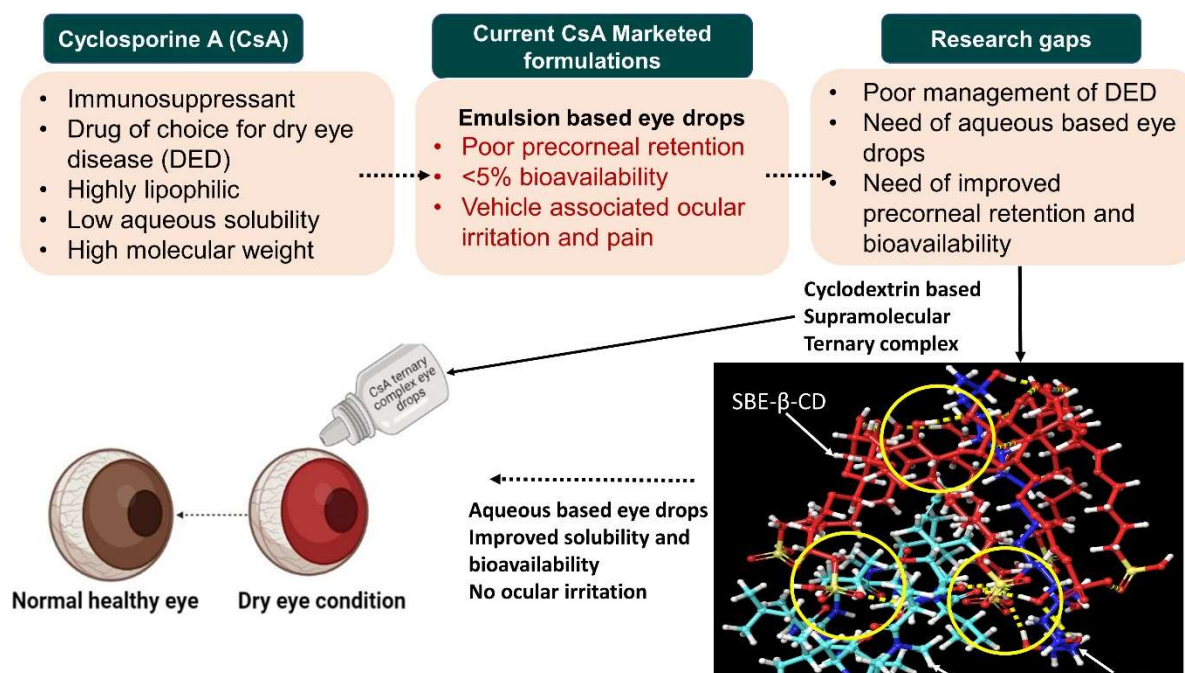 Cyclosporine A (CsA)
• Immunosuppressant
• Drug of choice for dry eye
disease (DED)
• Highly lipophilic
• Low aqueous solubility
• High molecular weight
Current CsA Marketed
formulations
Emulsion based eye drops
• Poor precorneal retention
• <5% bioavailability
• Vehicle associated ocular
irritation and pain
Research gaps
• Poor management of DED
• Need of aqueous based eye
drops
• Need of improved
precorneal retention and
bioavailability
Cyclodextrin based
Supramolecular
Ternary complex
SBE-β-CD
CsA ternary
complex eye
drops
Aqueous based eye drops
Improved solubility and
bioavailability
No ocular irritation
Normal healthy eye
Dry eye condition